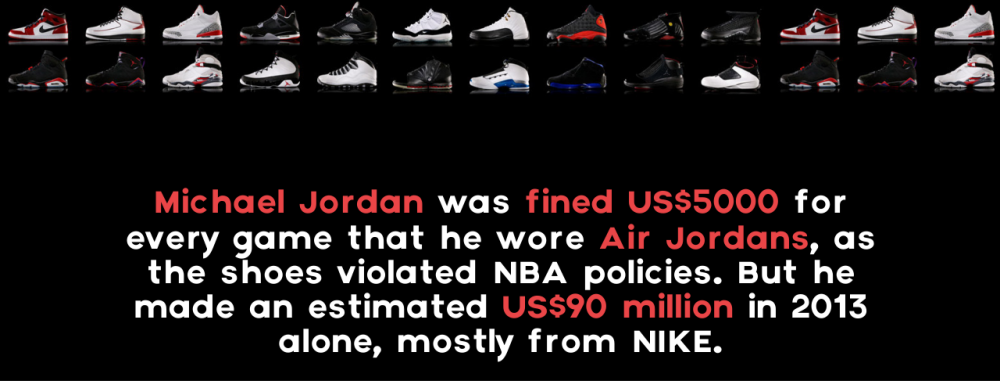 Michael Jordan was fined US$5000 for
every game that he wore Air Jordans, as
the shoes violated NBA policies. But he
made an estimated US$90 million in 2013
alone, mostly from NIKE.